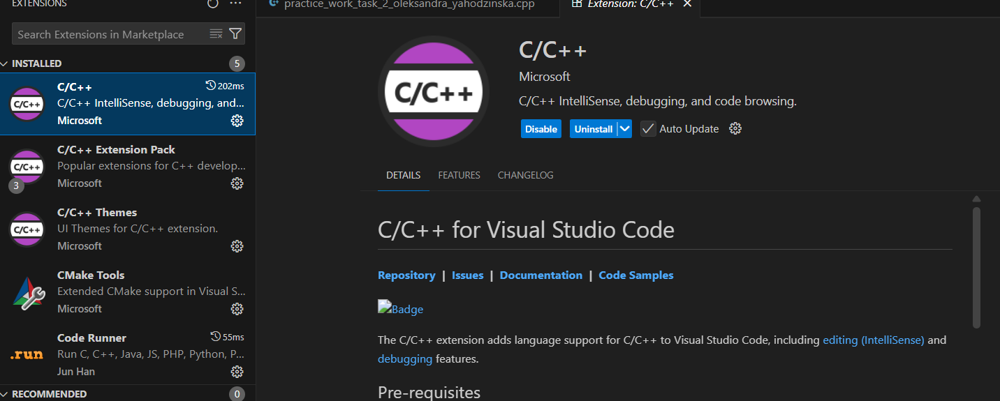 EXTENSIONS
Search Extensions in Marketplace
INSTALLED 5
C/C++ 202ms
C/C++ IntelliSense, debugging, and...
Microsoft
C/C++ Extension Pack
Popular extensions for C++ develop...
Microsoft
3
C/C++ Themes
UI Themes for C/C++ extension.
Microsoft
CMake Tools
Extended CMake support in Visual S...
Microsoft
Code Runner 55ms
Run C, C++, Java, JS, PHP, Python, P...
Jun Han
RECOMMENDED 0
C/C++
C/C++
C/C++
.run
practice_work_task_2_oleksandra_yahodzinska.cpp
Extension: C/C++
C/C++
C/C++
Microsoft
C/C++ IntelliSense, debugging, and code browsing.
Disable Uninstall Auto Update
DETAILS FEATURES CHANGELOG
C/C++ for Visual Studio Code
Repository | Issues | Documentation | Code Samples
Badge
The C/C++ extension adds language support for C/C++ to Visual Studio Code, including editing (IntelliSense) and
debugging features.
Pre-requisites